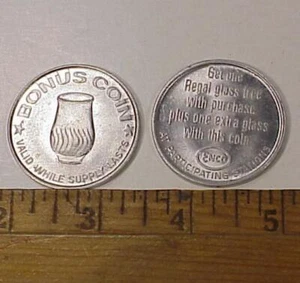 ★ BONUS COIN ★
VALID WHILE SUPPLY LASTS
Get one
Regal glass free
with purchase
plus one extra glass
with this coin
ENCO
AT PARTICIPATING STATIONS
1 2 3 4 5